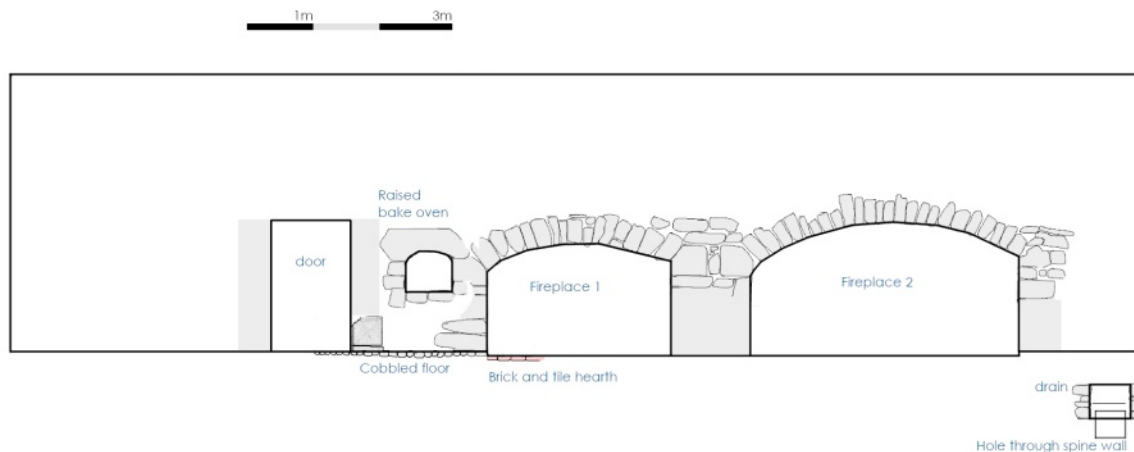 1m 3m
Raised
bake oven
door
Fireplace 1
Fireplace 2
Cobbled floor
Brick and tile hearth
drain
Hole through spine wall